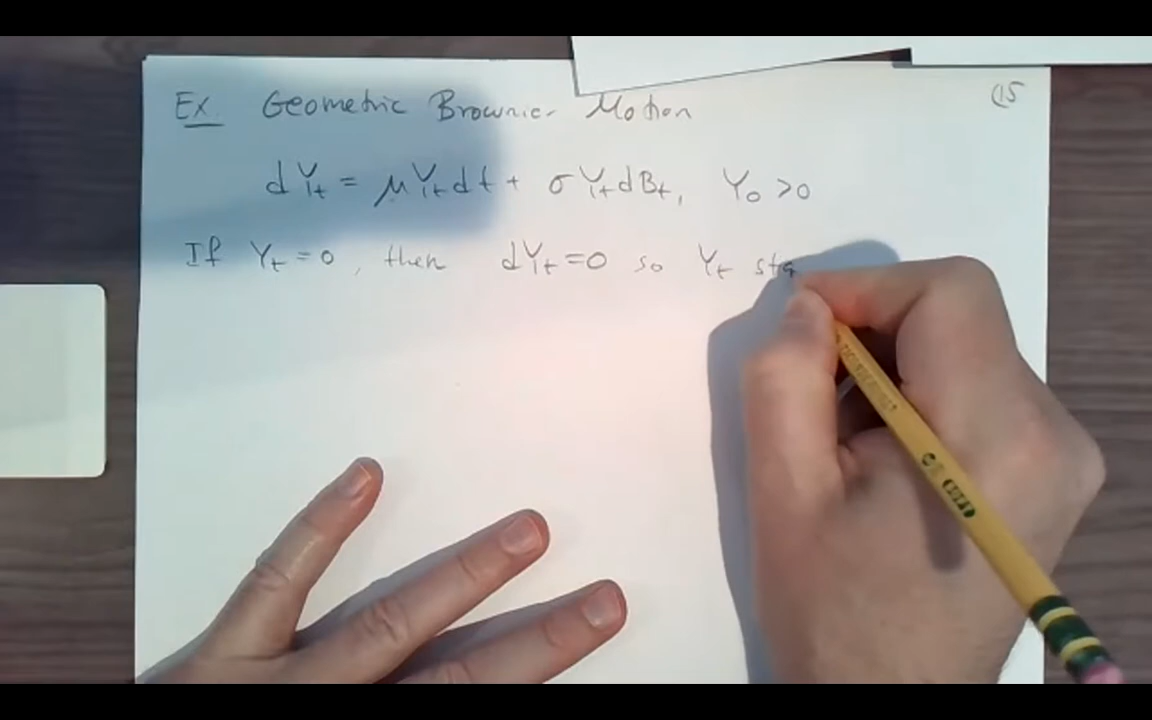 Ex. Geometric Brownian Motion
(15
dY_t = μY_t dt + σY_t dB_t, Y_0 > 0
If Y_t = 0, then dY_t = 0 so Y_t sta